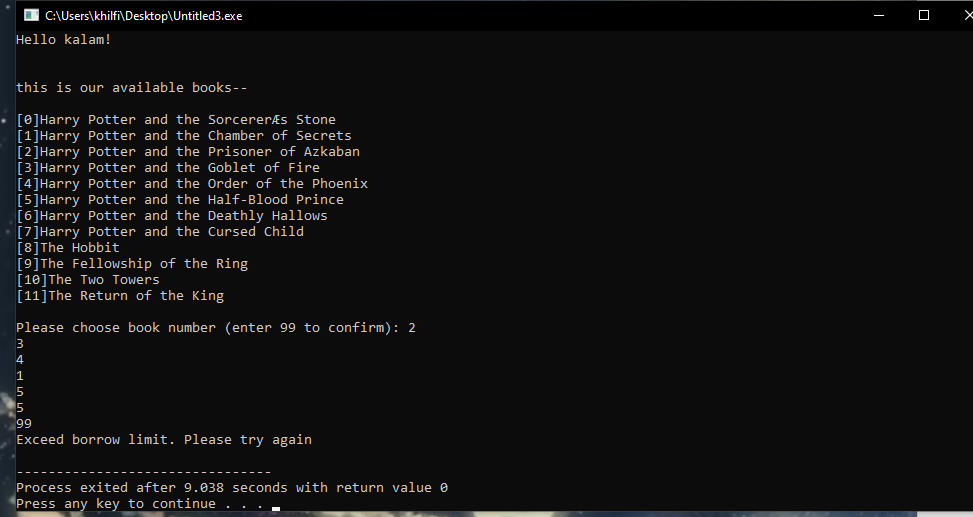 C:\Users\khilfi\Desktop\Untitled3.exe
Hello kalam!
this is our available books--
[0]Harry Potter and the SorcererÆs Stone
[1]Harry Potter and the Chamber of Secrets
[2]Harry Potter and the Prisoner of Azkaban
[3]Harry Potter and the Goblet of Fire
[4]Harry Potter and the Order of the Phoenix
[5]Harry Potter and the Half-Blood Prince
[6]Harry Potter and the Deathly Hallows
[7]Harry Potter and the Cursed Child
[8]The Hobbit
[9]The Fellowship of the Ring
[10]The Two Towers
[11]The Return of the King
Please choose book number (enter 99 to confirm): 2
3
4
1
5
5
99
Exceed borrow limit. Please try again
--------------------------------
Process exited after 9.038 seconds with return value 0
Press any key to continue . . .